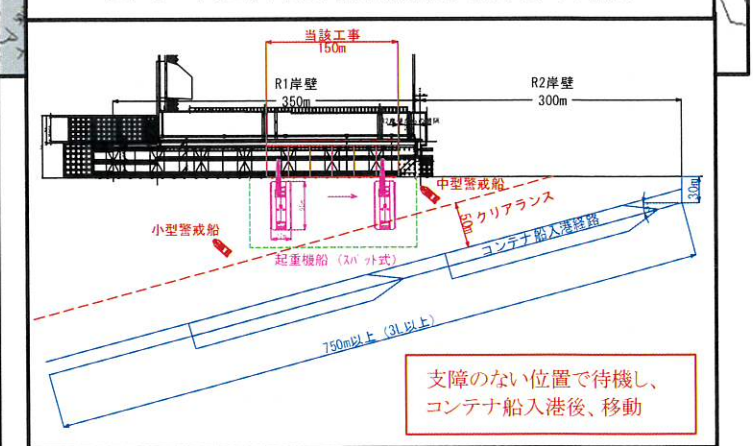 当該工事
150m
R1岸壁
350m
R2岸壁
300m
中型警戒船
30m
小型警戒船
50m
クリアランス
コンテナ船入港経路
起重機船（スパット式）
750m以上（3L以上）
支障のない位置で待機し、
コンテナ船入港後、移動